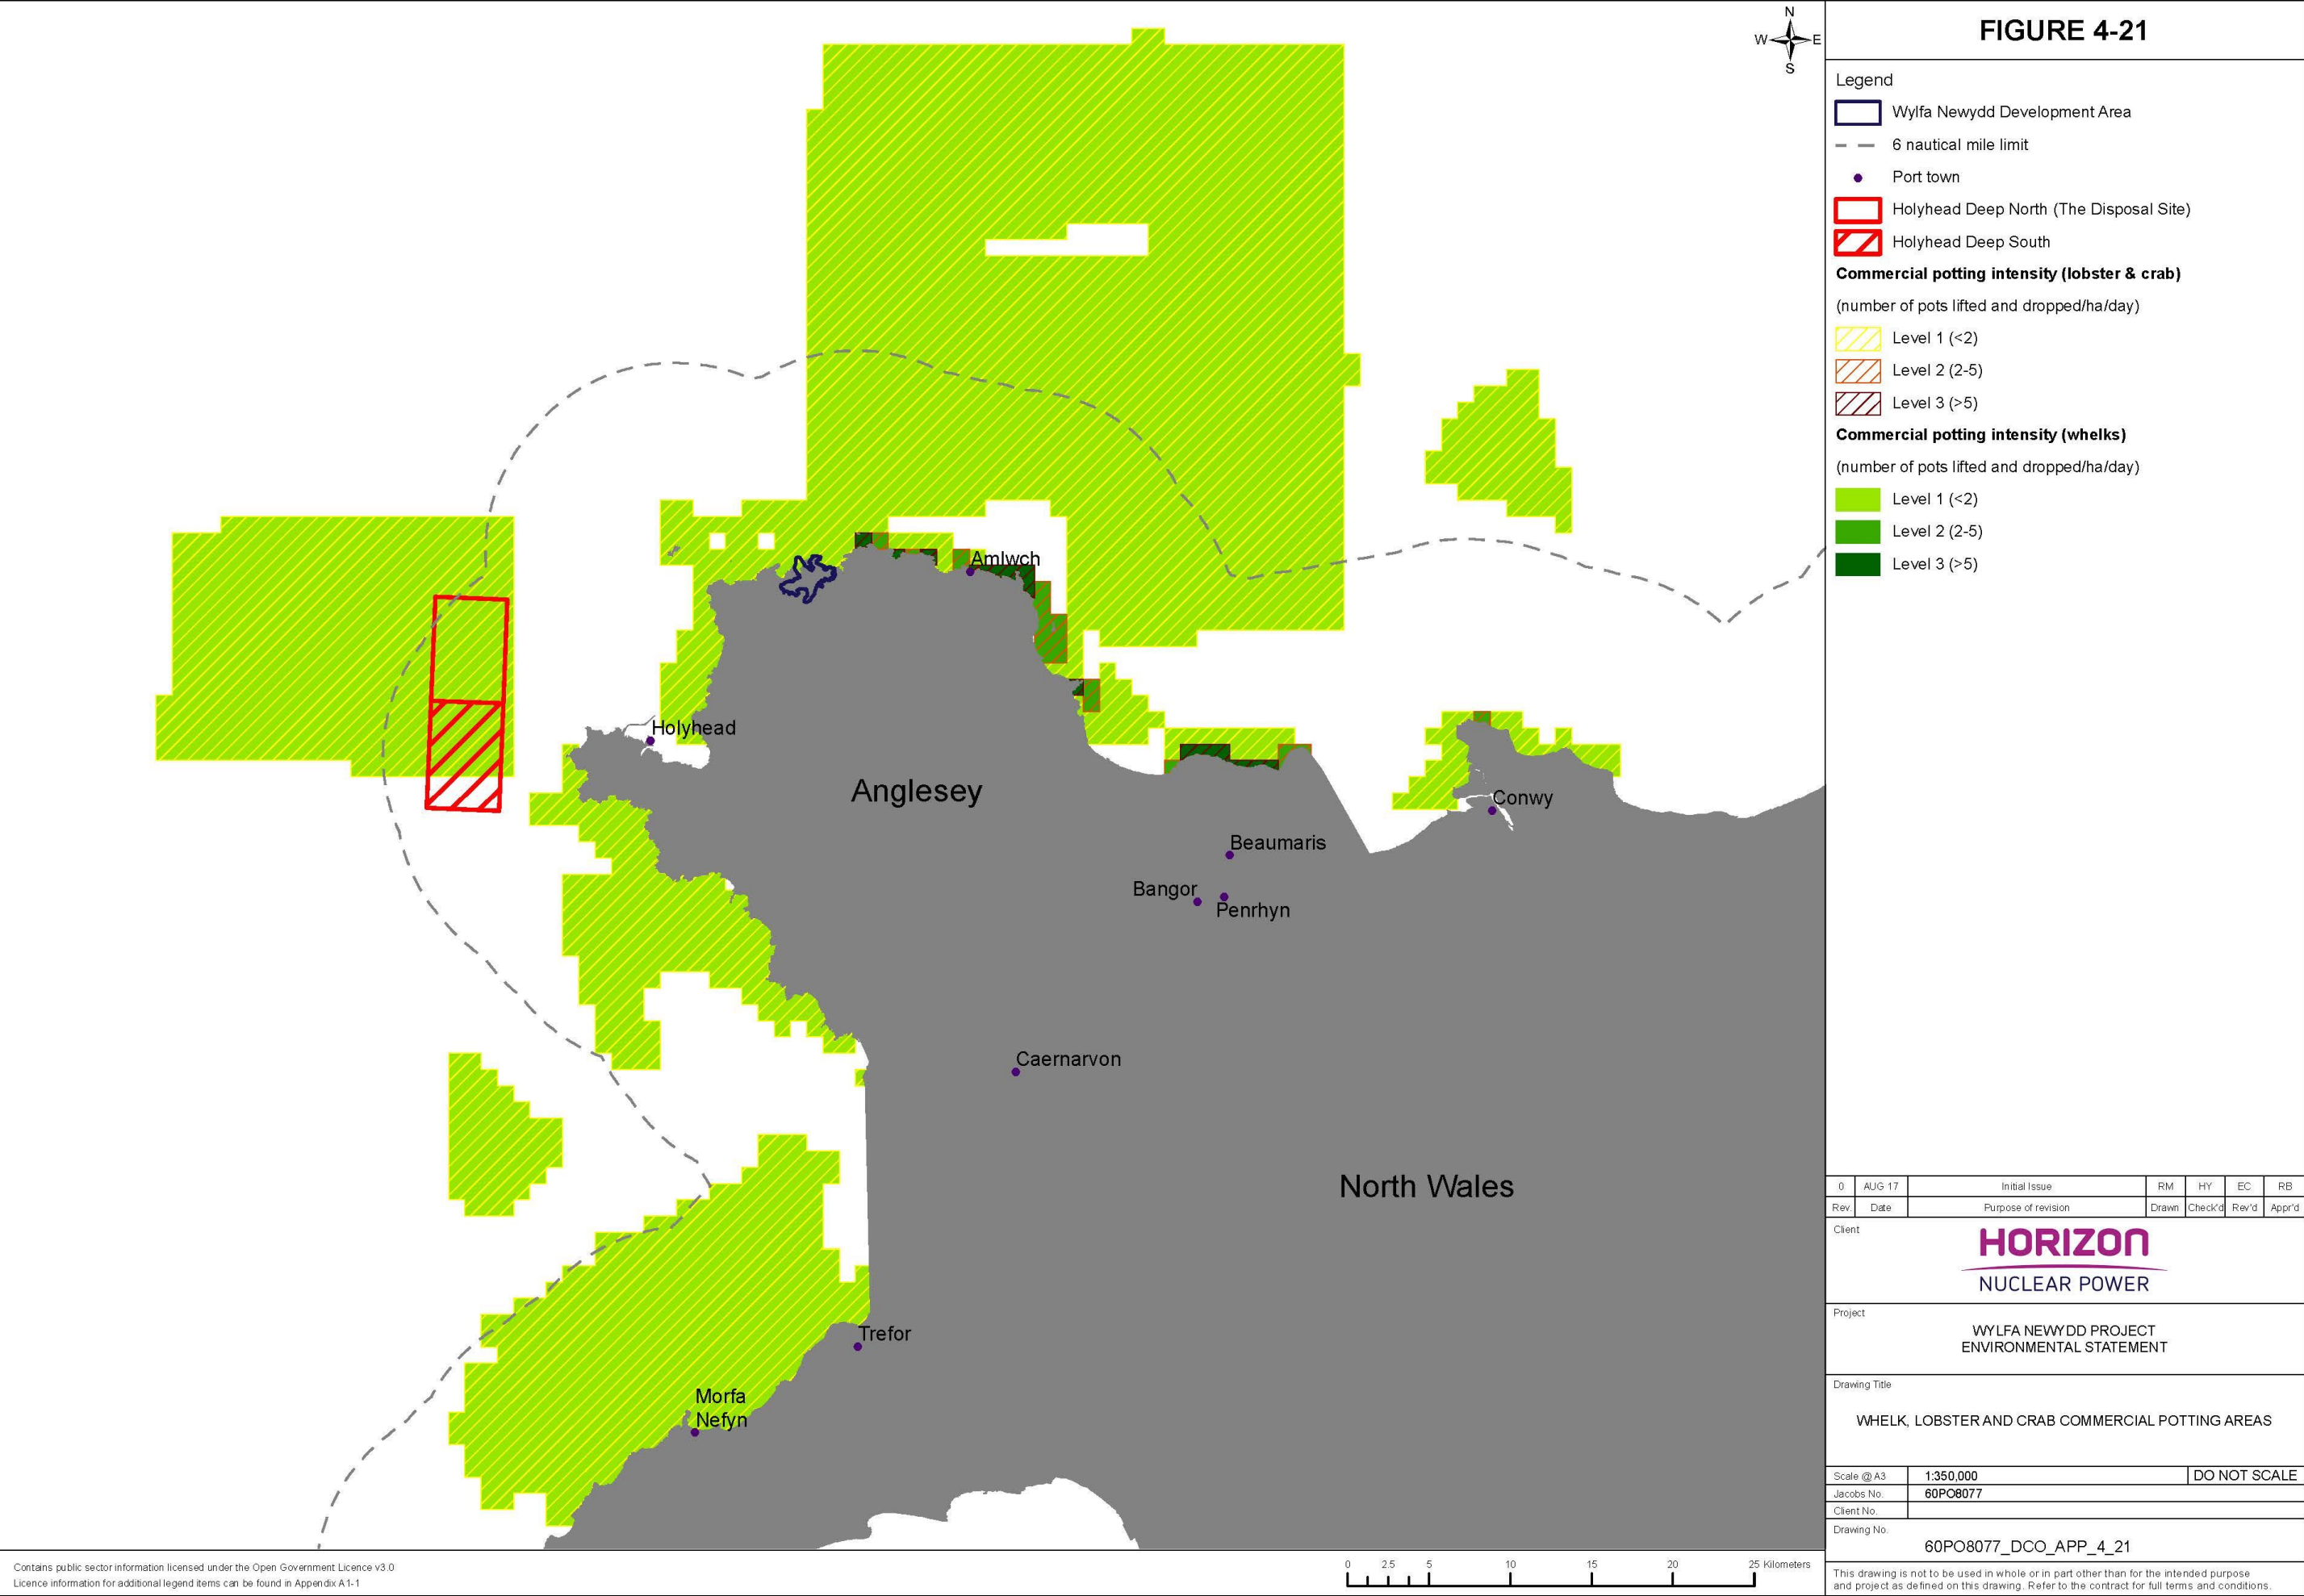 N
W E
S
FIGURE 4-21
Legend
Wylfa Newydd Development Area
6 nautical mile limit
Port town
Holyhead Deep North (The Disposal Site)
Holyhead Deep South
Commercial potting intensity (lobster & crab)
(number of pots lifted and dropped/ha/day)
Level 1 (<2)
Level 2 (2-5)
Level 3 (>5)
Commercial potting intensity (whelks)
(number of pots lifted and dropped/ha/day)
Level 1 (<2)
Level 2 (2-5)
Level 3 (>5)
Amlwch
Holyhead
Anglesey
Conwy
Beaumaris
Bangor
Penrhyn
Caernarvon
North Wales
Trefor
Morfa
Nefyn
0 AUG 17 Initial Issue RM HY EC RB
Rev. Date Purpose of revision Drawn Check'd Rev'd Appr'd
Client
HORIZON
NUCLEAR POWER
Project
WYLFA NEWYDD PROJECT
ENVIRONMENTAL STATEMENT
Drawing Title
WHELK, LOBSTER AND CRAB COMMERCIAL POTTING AREAS
Scale @ A3 1:350,000 DO NOT SCALE
Jacobs No. 60PO8077
Client No.
Drawing No.
60PO8077_DCO_APP_4_21
This drawing is not to be used in whole or in part other than for the intended purpose
and project as defined on this drawing. Refer to the contract for full terms and conditions.
Contains public sector information licensed under the Open Government Licence v3.0
Licence information for additional legend items can be found in Appendix A1-1
0 2.5 5 10 15 20 25 Kilometers